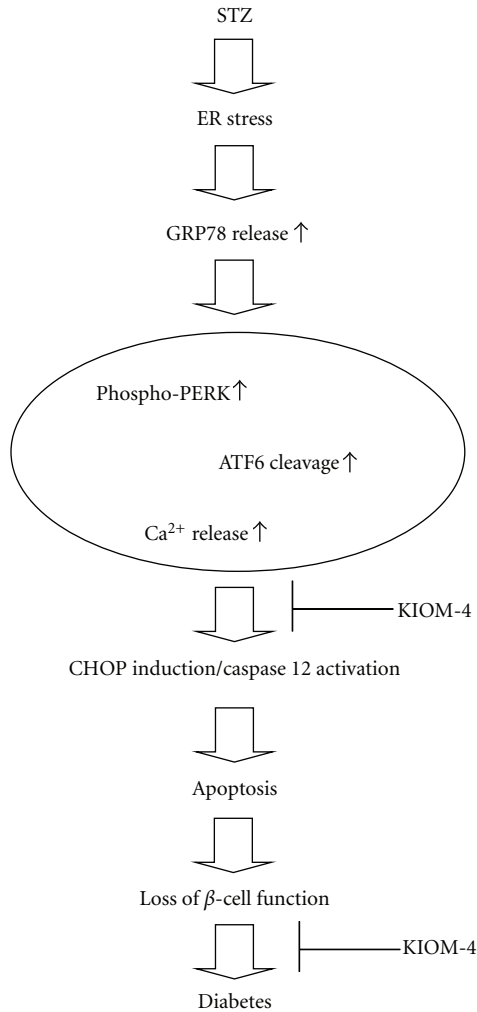 STZ
ER stress
GRP78 release ↑
Phospho-PERK ↑
ATF6 cleavage ↑
Ca²⁺ release ↑
KIOM-4
CHOP induction/caspase 12 activation
Apoptosis
Loss of β-cell function
KIOM-4
Diabetes